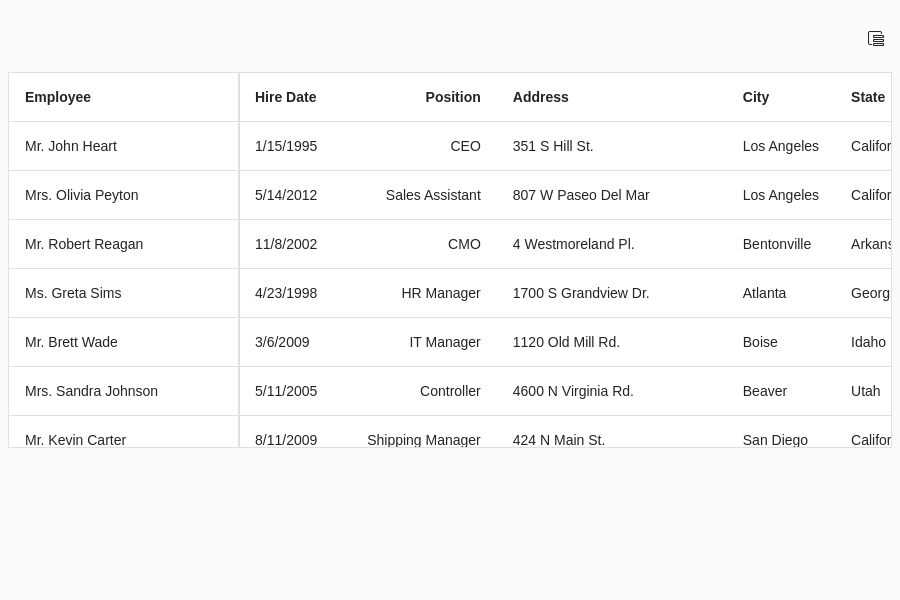 Employee Hire Date Position Address City State
Mr. John Heart 1/15/1995 CEO 351 S Hill St. Los Angeles Califor
Mrs. Olivia Peyton 5/14/2012 Sales Assistant 807 W Paseo Del Mar Los Angeles Califor
Mr. Robert Reagan 11/8/2002 CMO 4 Westmoreland Pl. Bentonville Arkans
Ms. Greta Sims 4/23/1998 HR Manager 1700 S Grandview Dr. Atlanta Georg
Mr. Brett Wade 3/6/2009 IT Manager 1120 Old Mill Rd. Boise Idaho
Mrs. Sandra Johnson 5/11/2005 Controller 4600 N Virginia Rd. Beaver Utah
Mr. Kevin Carter 8/11/2009 Shipping Manager 424 N Main St. San Diego Califor